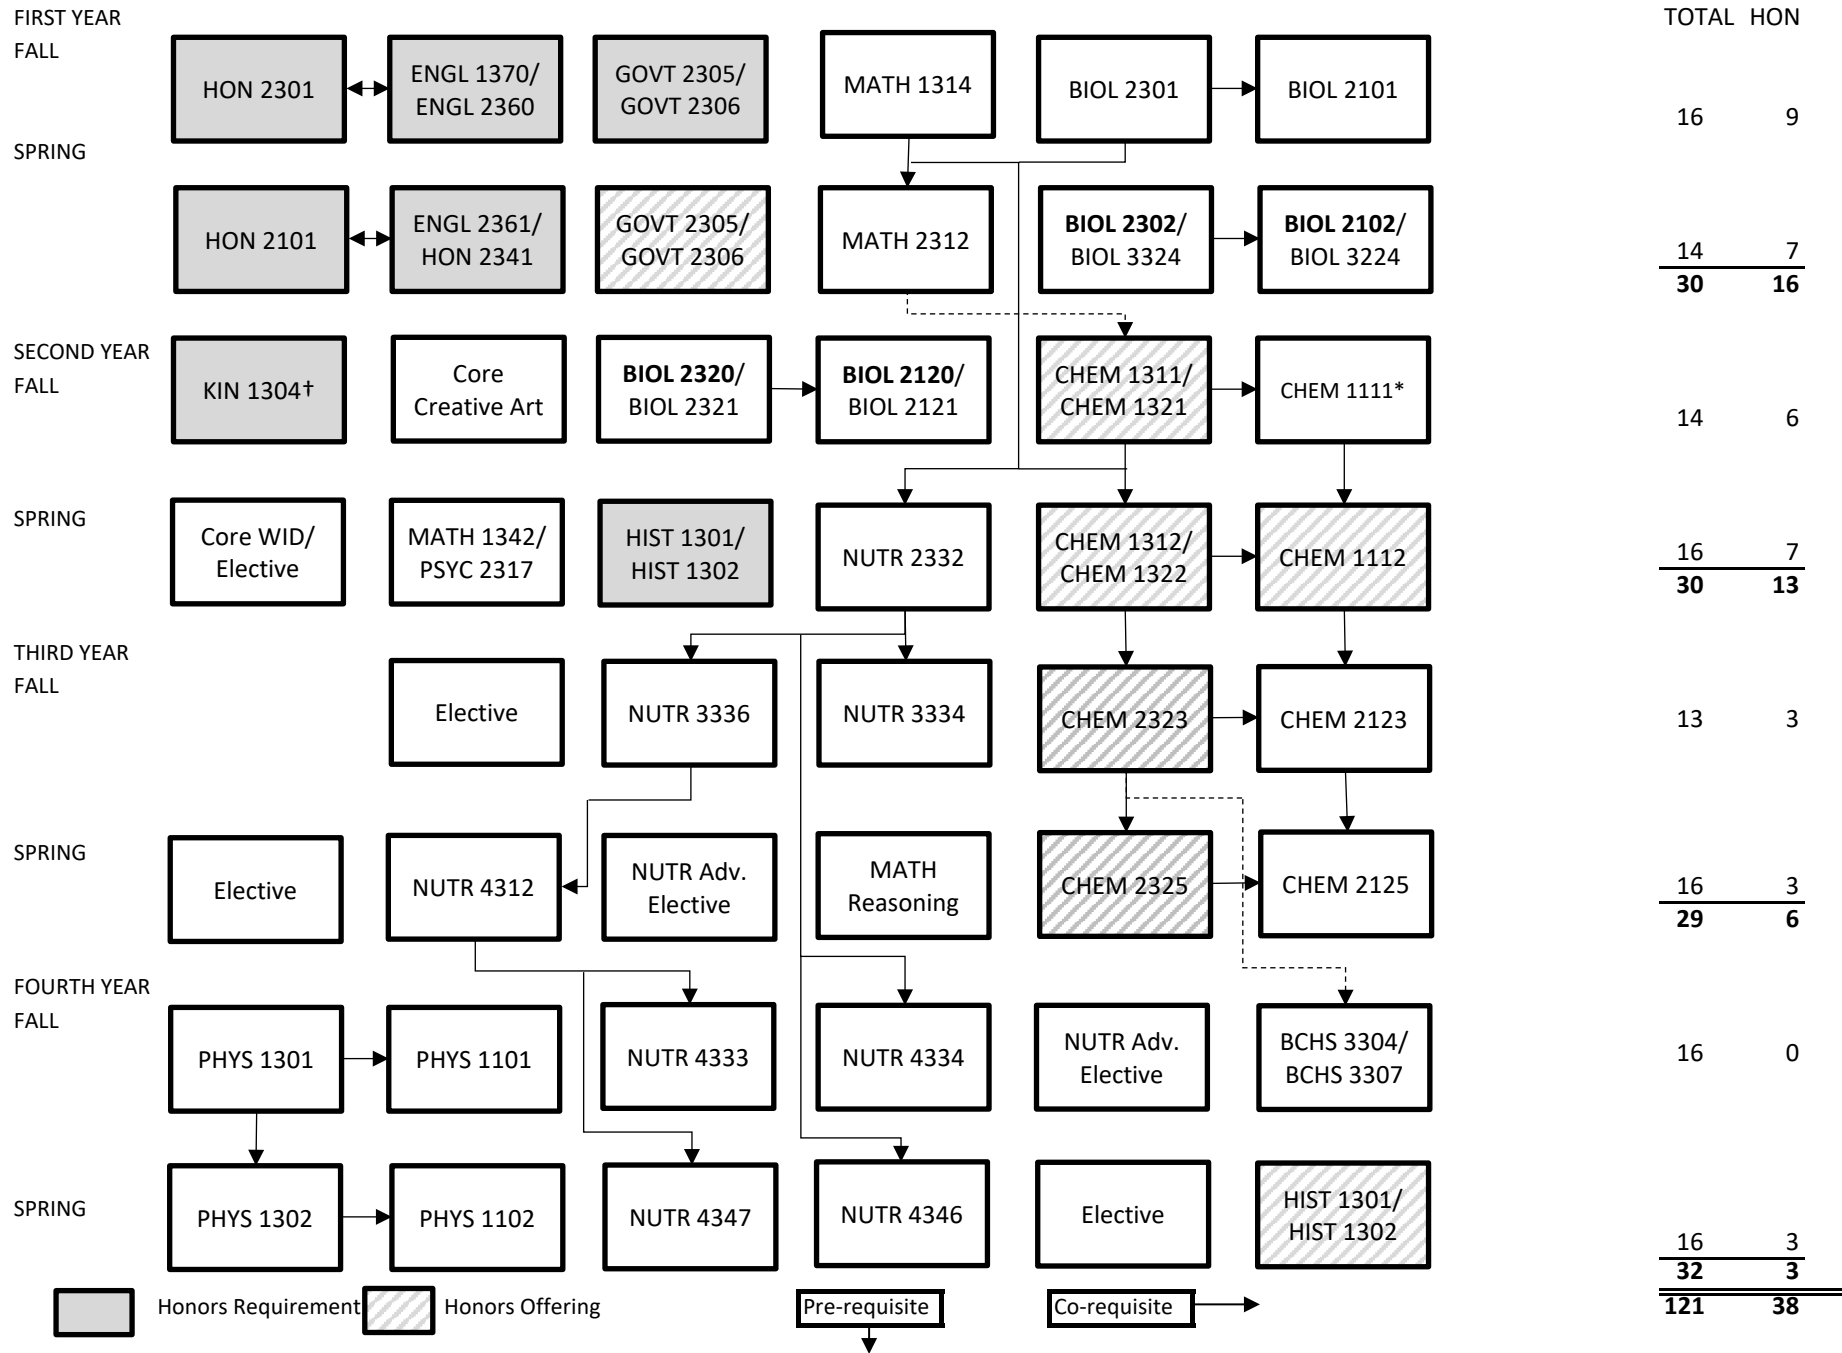 TOTAL HON
FIRST YEAR
FALL
HON 2301
ENGL 1370/
ENGL 2360
GOVT 2305/
GOVT 2306
MATH 1314
BIOL 2301
BIOL 2101
16 9
SPRING
HON 2101
ENGL 2361/
HON 2341
GOVT 2305/
GOVT 2306
MATH 2312
BIOL 2302/
BIOL 3324
BIOL 2102/
BIOL 3224
14 7
30 16
SECOND YEAR
FALL
KIN 1304†
Core
Creative Art
BIOL 2320/
BIOL 2321
BIOL 2120/
BIOL 2121
CHEM 1311/
CHEM 1321
CHEM 1111*
14 6
SPRING
Core WID/
Elective
MATH 1342/
PSYC 2317
HIST 1301/
HIST 1302
NUTR 2332
CHEM 1312/
CHEM 1322
CHEM 1112
16 7
30 13
THIRD YEAR
FALL
Elective
NUTR 3336
NUTR 3334
CHEM 2323
CHEM 2123
13 3
SPRING
Elective
NUTR 4312
NUTR Adv.
Elective
MATH
Reasoning
CHEM 2325
CHEM 2125
16 3
29 6
FOURTH YEAR
FALL
PHYS 1301
PHYS 1101
NUTR 4333
NUTR 4334
NUTR Adv.
Elective
BCHS 3304/
BCHS 3307
16 0
SPRING
PHYS 1302
PHYS 1102
NUTR 4347
NUTR 4346
Elective
HIST 1301/
HIST 1302
16 3
32 3
121 38
Honors Requirement
Honors Offering
Pre-requisite
Co-requisite